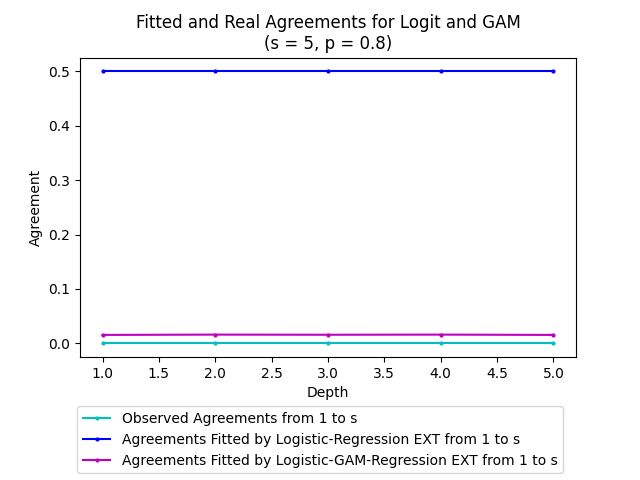 Fitted and Real Agreements for Logit and GAM
(s = 5, p = 0.8)
Agreement
0.5
0.4
0.3
0.2
0.1
0.0
1.0 1.5 2.0 2.5 3.0 3.5 4.0 4.5 5.0
Depth
Observed Agreements from 1 to s
Agreements Fitted by Logistic-Regression EXT from 1 to s
Agreements Fitted by Logistic-GAM-Regression EXT from 1 to s